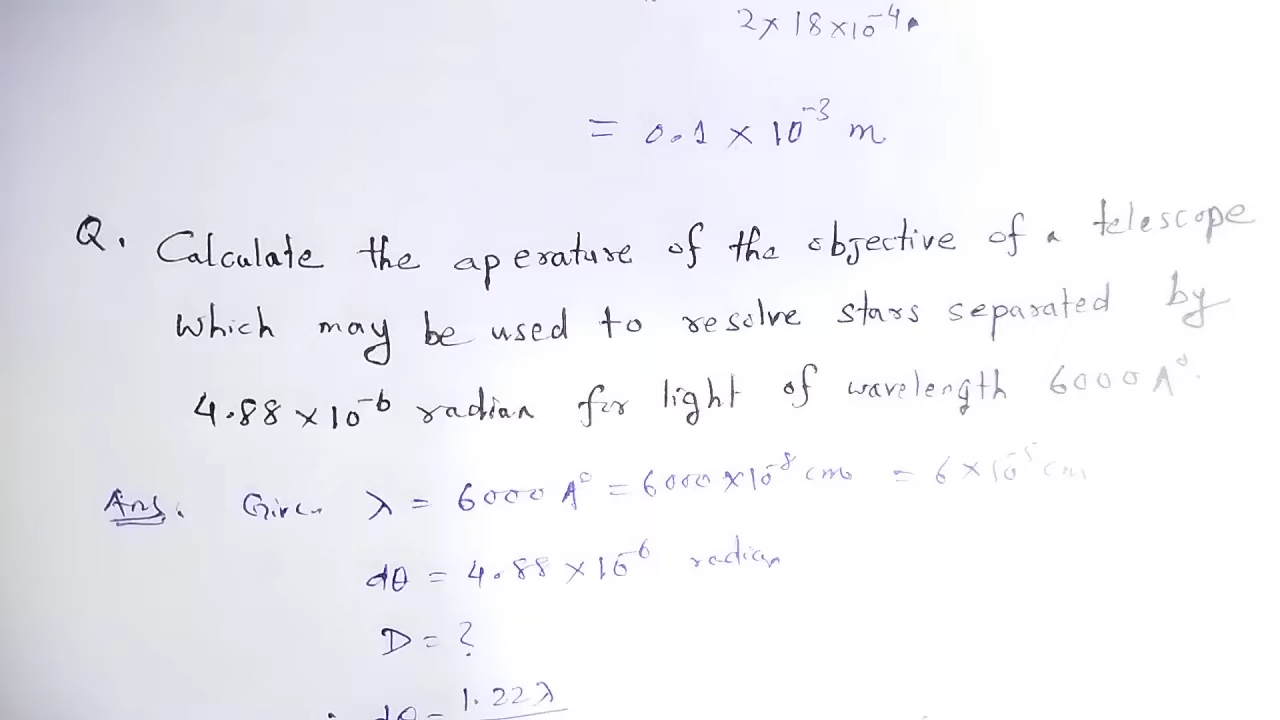 2 × 18 × 10⁻⁴
= 0.1 × 10⁻³ m
Q. Calculate the aperature of the objective of a telescope
which may be used to resolve stars separated by
4.88 × 10⁻⁶ radian for light of wavelength 6000 A°.
Ans. Given λ = 6000 A° = 6000 × 10⁻⁸ cm = 6 × 10⁻⁵ cm
dθ = 4.88 × 10⁻⁶ radian
D = ?
dθ = 1.22 λ